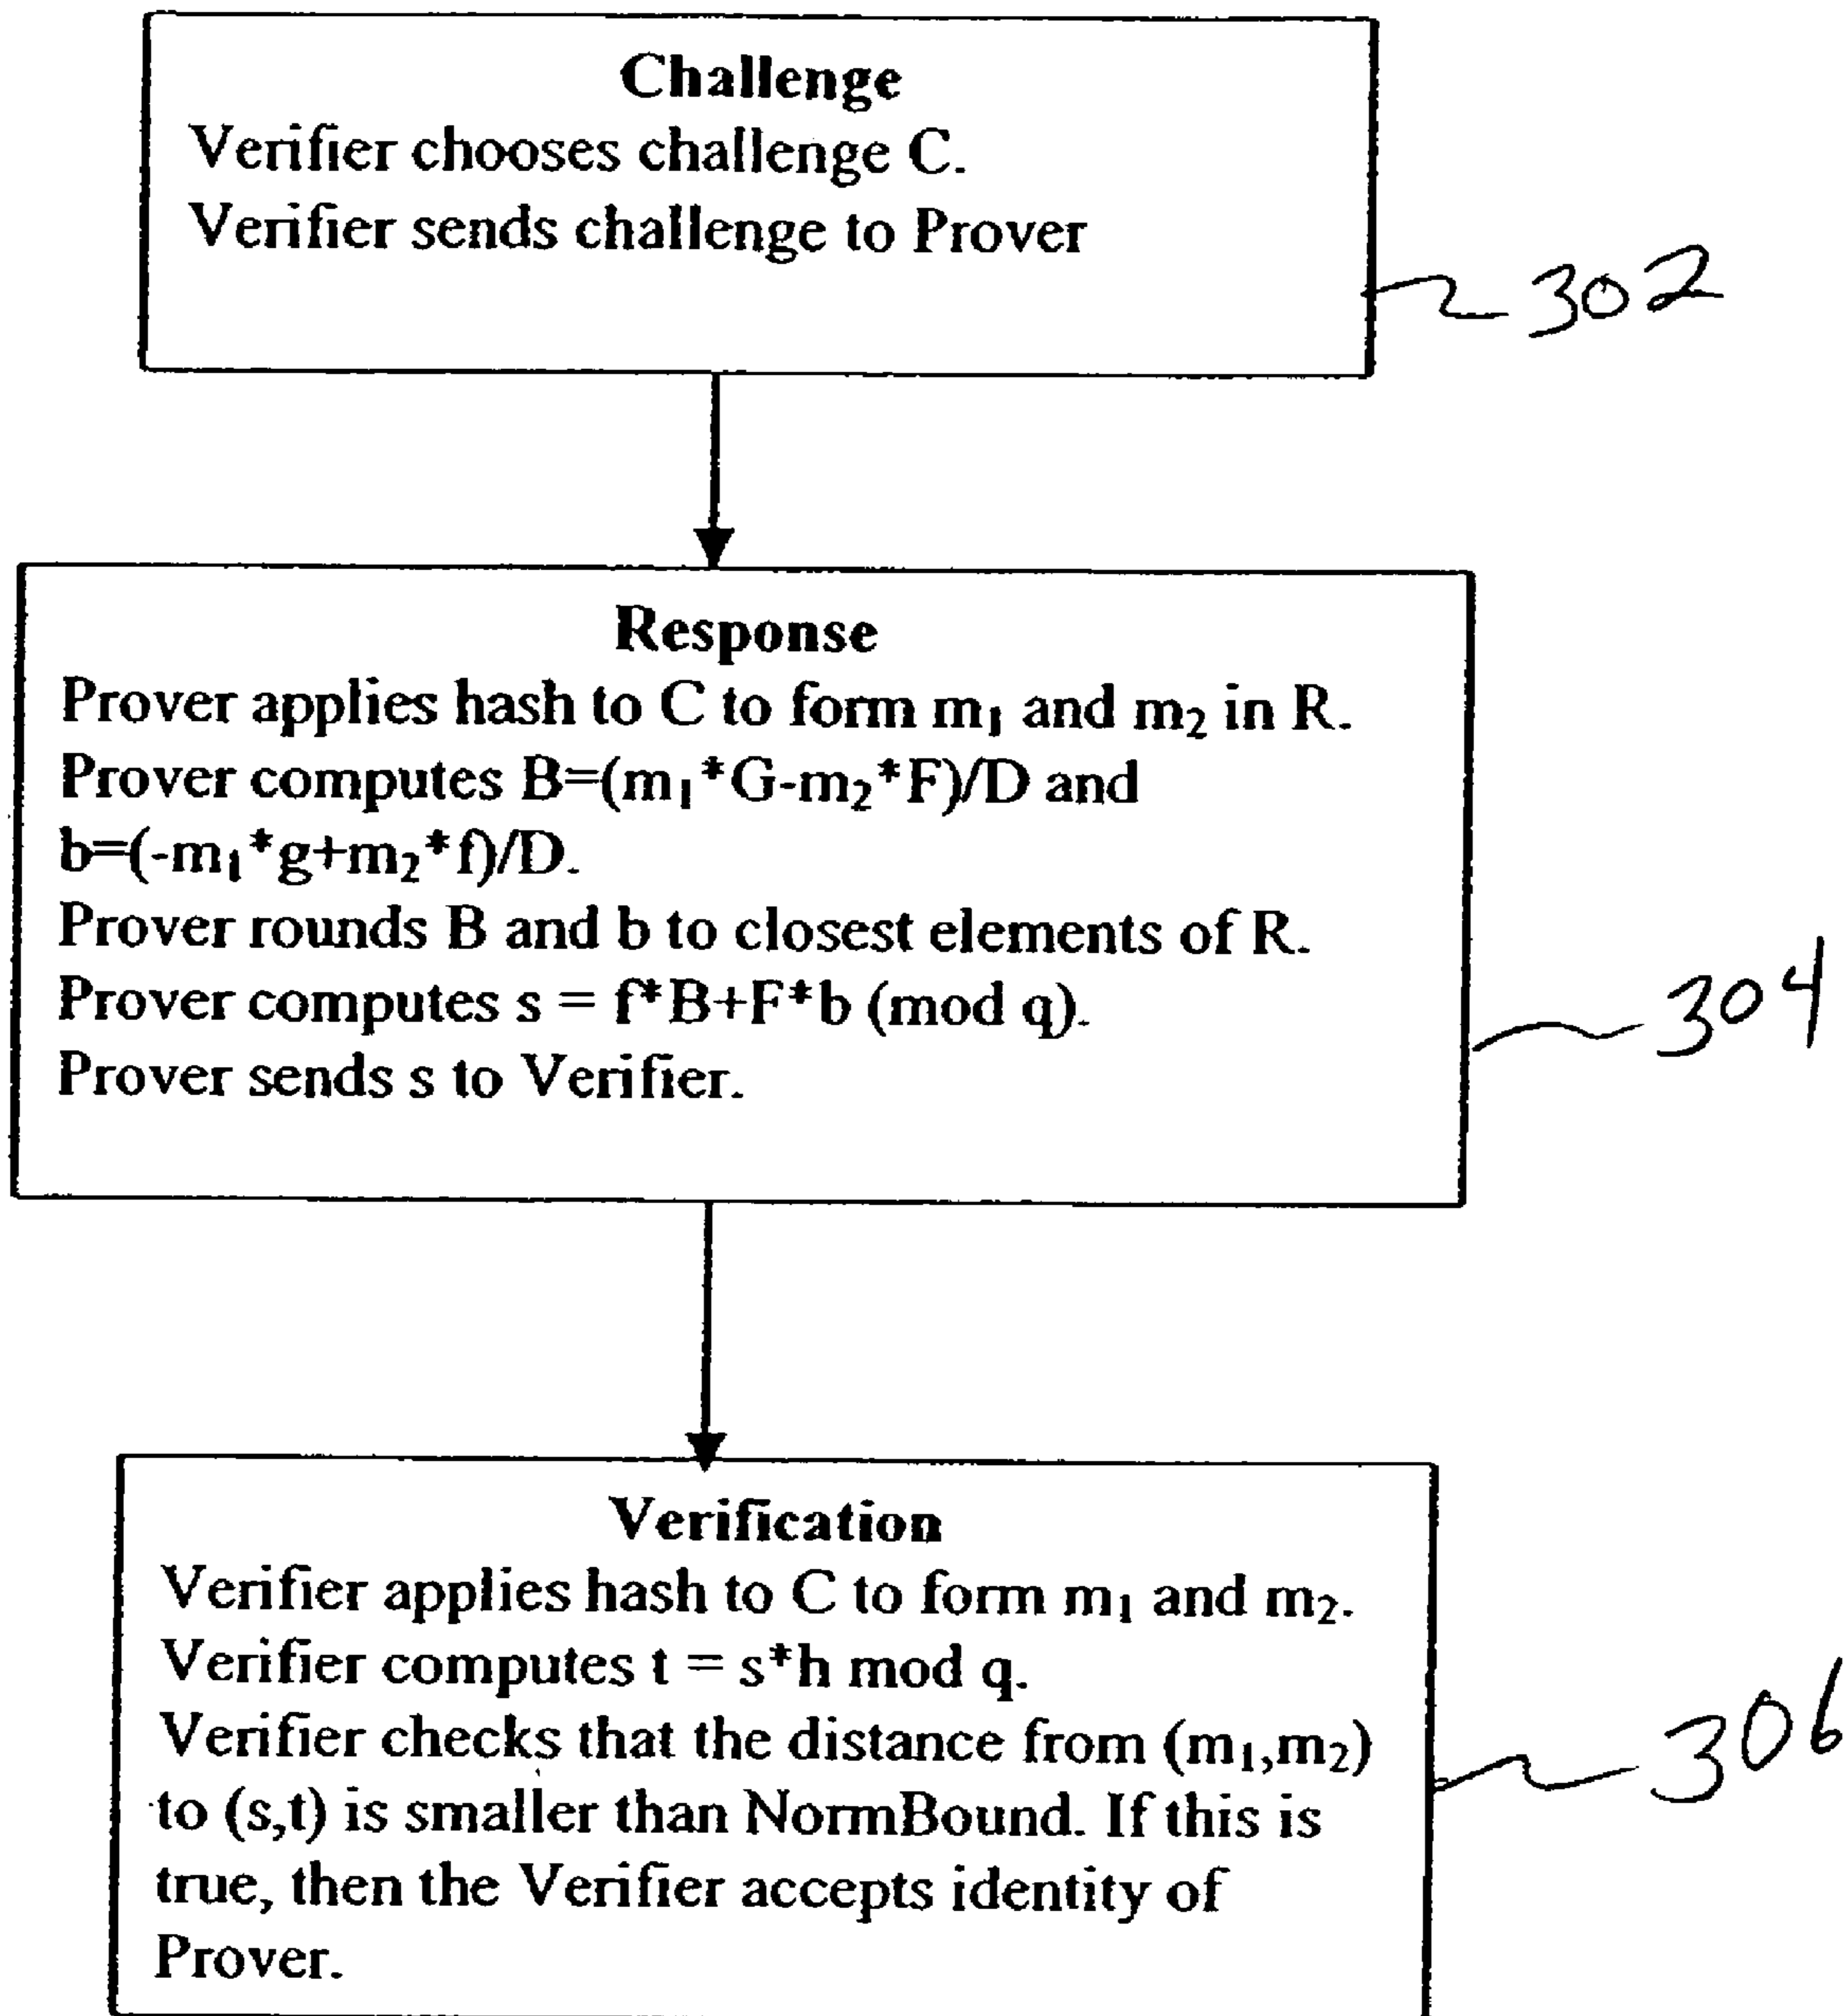 Challenge
Verifier chooses challenge C.
Verifier sends challenge to Prover
302
Response
Prover applies hash to C to form m₁ and m₂ in R.
Prover computes B=(m₁*G-m₂*F)/D and
b=(-m₁*g+m₂*f)/D.
Prover rounds B and b to closest elements of R.
Prover computes s = f*B+F*b (mod q).
Prover sends s to Verifier.
304
Verification
Verifier applies hash to C to form m₁ and m₂.
Verifier computes t = s*h mod q.
Verifier checks that the distance from (m₁,m₂)
to (s,t) is smaller than NormBound. If this is
true, then the Verifier accepts identity of
Prover.
306